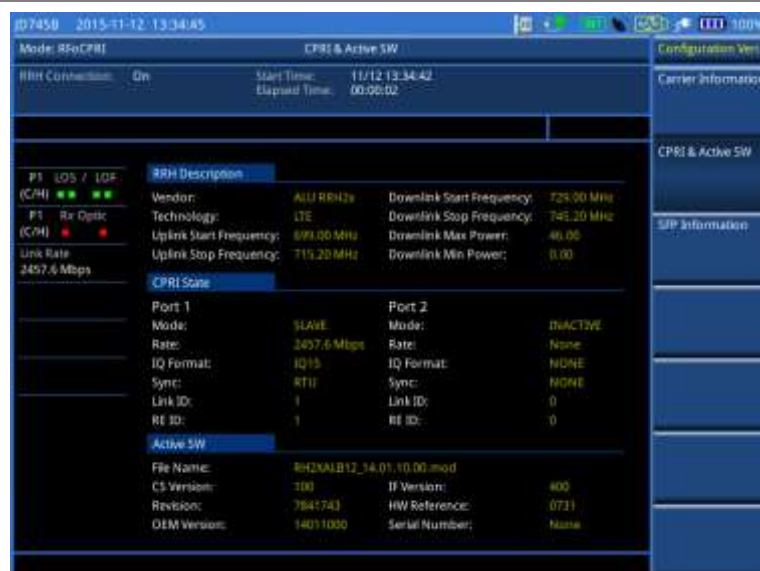 JD745B 2015-11-12 13:34:45 100%
Mode: RFoCPRI CPRI & Active SW
RRH Connection: On Start Time: 11/12 13:34:42
Elapsed Time: 00:00:02
P1 LOS / LOF
(C/H)
P1 Rx Optic
(C/H)
Link Rate
2457.6 Mbps
RRH Description
Vendor: ALU RRH2x Downlink Start Frequency: 729.00 MHz
Technology: LTE Downlink Stop Frequency: 745.20 MHz
Uplink Start Frequency: 699.00 MHz Downlink Max Power: 46.00
Uplink Stop Frequency: 715.20 MHz Downlink Min Power: 0.00
CPRI State
Port 1 Port 2
Mode: SLAVE Mode: INACTIVE
Rate: 2457.6 Mbps Rate: None
IQ Format: IQ15 IQ Format: NONE
Sync: RTU Sync: NONE
Link ID: 1 Link ID: 0
RE ID: 1 RE ID: 0
Active SW
File Name: RH2XALB12_14.01.10.00.mod
CS Version: 100 IF Version: 400
Revision: 7841743 HW Reference: 0731
OEM Version: 14011000 Serial Number: None
Configuration Veri
Carrier Informatio
CPRI & Active SW
SFP Information